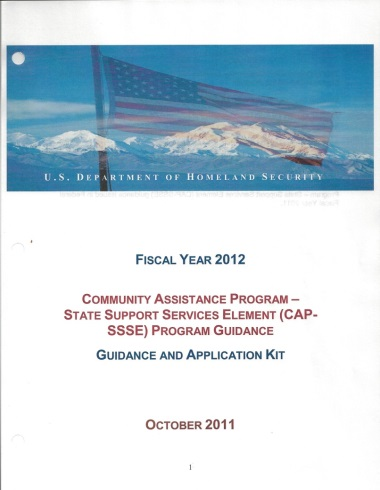 U.S. DEPARTMENT OF HOMELAND SECURITY
FISCAL YEAR 2012
COMMUNITY ASSISTANCE PROGRAM –
STATE SUPPORT SERVICES ELEMENT (CAP-
SSSE) PROGRAM GUIDANCE
GUIDANCE AND APPLICATION KIT
OCTOBER 2011
1